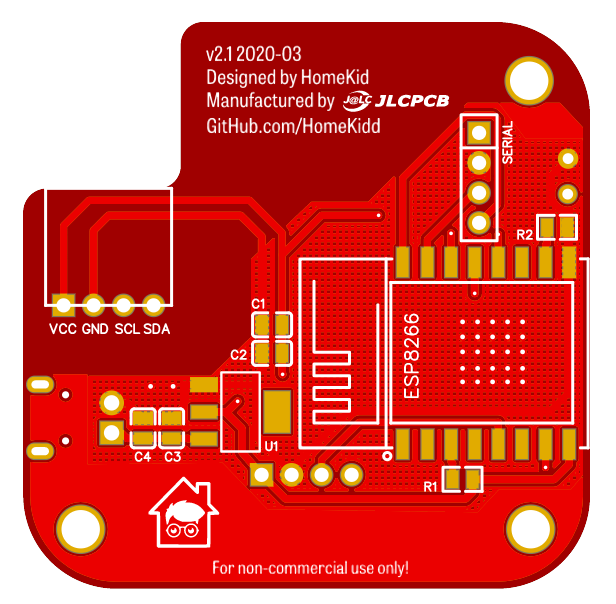 v2.1 2020-03
Designed by HomeKid
Manufactured by J@LC JLCPCB
GitHub.com/HomeKidd
SERIAL
R2
C1
VCC GND SCL SDA
C2
ESP8266
U1
C4 C3
R1
For non-commercial use only!